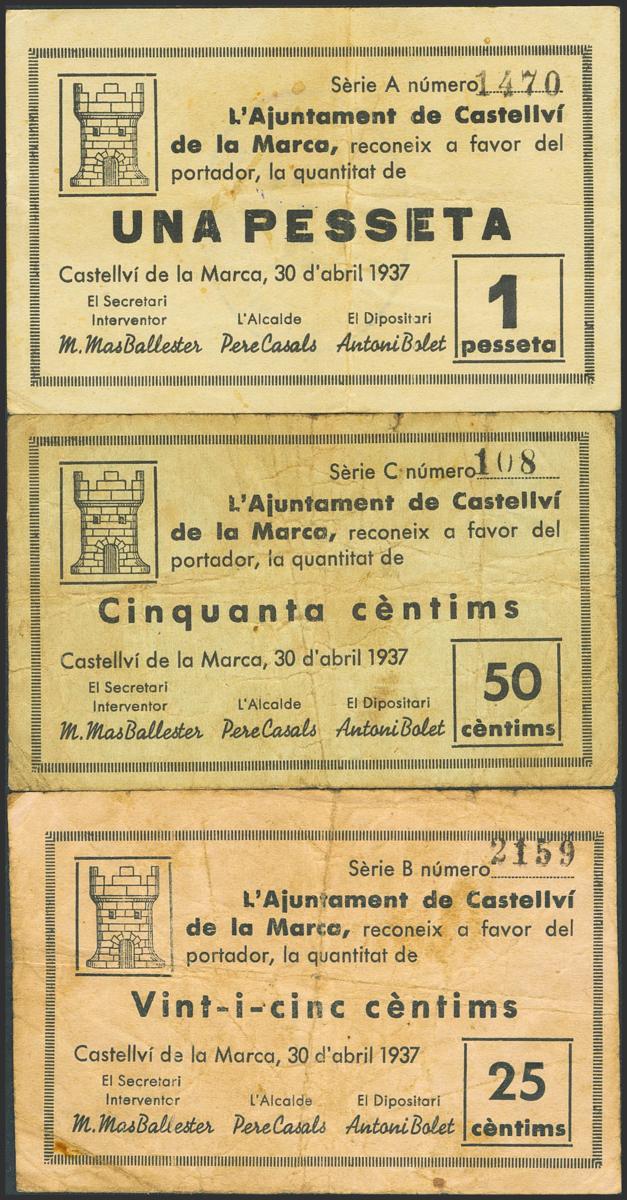 Sèrie A número 1470
L'Ajuntament de Castellví
de la Marca, reconeix a favor del
portador, la quantitat de
UNA PESSETA
Castellví de la Marca, 30 d'abril 1937
El Secretari
Interventor L'Alcalde El Dipositari
M. Mas Ballester Pere Casals Antoni Bolet
1
pesseta
Sèrie C número 108
L'Ajuntament de Castellví
de la Marca, reconeix a favor del
portador, la quantitat de
Cinquanta cèntims
Castellví de la Marca, 30 d'abril 1937
El Secretari
Interventor L'Alcalde El Dipositari
M. Mas Ballester Pere Casals Antoni Bolet
50
cèntims
Sèrie B número 2159
L'Ajuntament de Castellví
de la Marca, reconeix a favor del
portador, la quantitat de
Vint-i-cinc cèntims
Castellví de la Marca, 30 d'abril 1937
El Secretari
Interventor L'Alcalde El Dipositari
M. Mas Ballester Pere Casals Antoni Bolet
25
cèntims